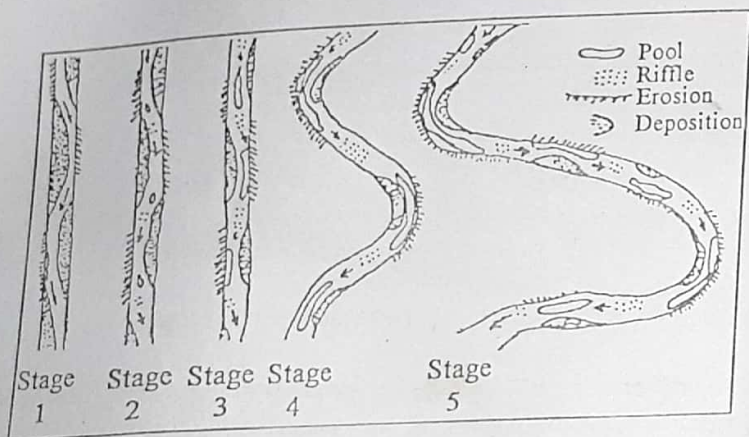 Pool
Riffle
Erosion
Deposition
Stage Stage Stage Stage Stage
1 2 3 4 5